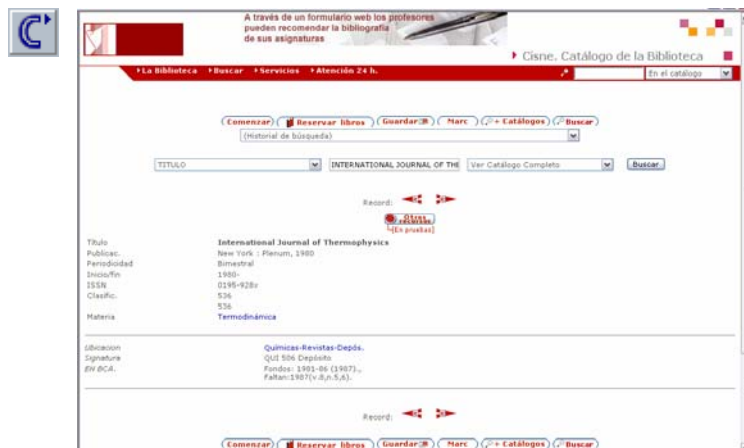 C
A través de un formulario web los profesores
pueden recomendar la bibliografía
de sus asignaturas
Cisne, Catálogo de la Biblioteca
La Biblioteca Buscar Servicios Atención 24 h. En el catálogo
(Comenzar) (Reservar libros) (Guardar) (Marc) (+ Catálogos) (Buscar)
(Historial de búsqueda)
TITULO INTERNATIONAL JOURNAL OF THE Ver Catálogo Completo Buscar
Record:
Otros recursos
[En pruebas]
Título International Journal of Thermophysics
Publicac. New York : Plenum, 1980
Periodicidad Bimestral
Inicio/fin 1980-
ISSN 0195-928x
Clasific. 536
536
Materia Termodinámica
Ubicacion Químicas-Revistas-Depós.
Signatura QUI 506 Depósito
EN BCA. Fondos: 1981-86 (1987).,
Faltan:1987(v.8,n.5,6).
Record:
(Comenzar) (Reservar libros) (Guardar) (Marc) (+ Catálogos) (Buscar)